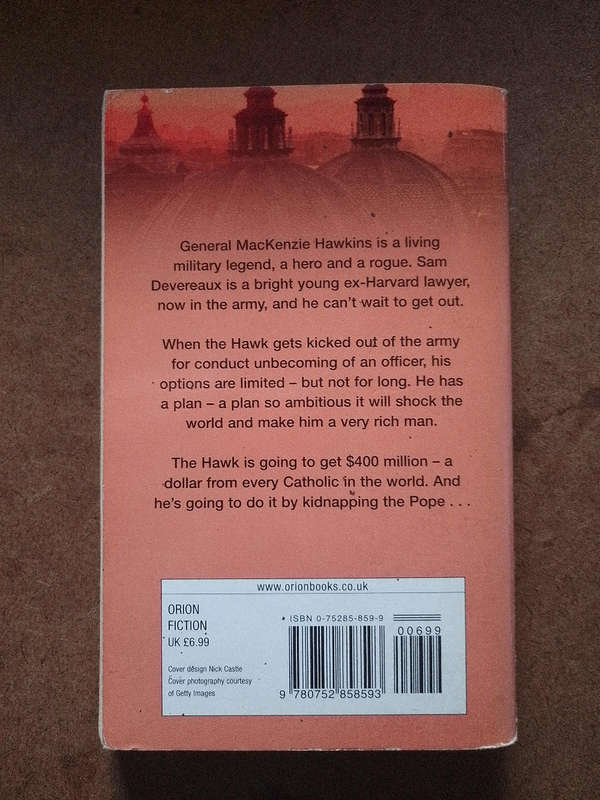 General MacKenzie Hawkins is a living
military legend, a hero and a rogue. Sam
Devereaux is a bright young ex-Harvard lawyer,
now in the army, and he can't wait to get out.
When the Hawk gets kicked out of the army
for conduct unbecoming of an officer, his
options are limited – but not for long. He has
a plan – a plan so ambitious it will shock the
world and make him a very rich man.
The Hawk is going to get $400 million – a
dollar from every Catholic in the world. And
he's going to do it by kidnapping the Pope . . .
www.orionbooks.co.uk
ORION
FICTION
UK £6.99
Cover design Nick Castle
Cover photography courtesy
of Getty Images
ISBN 0-75285-859-9
00699
9 780752 858593